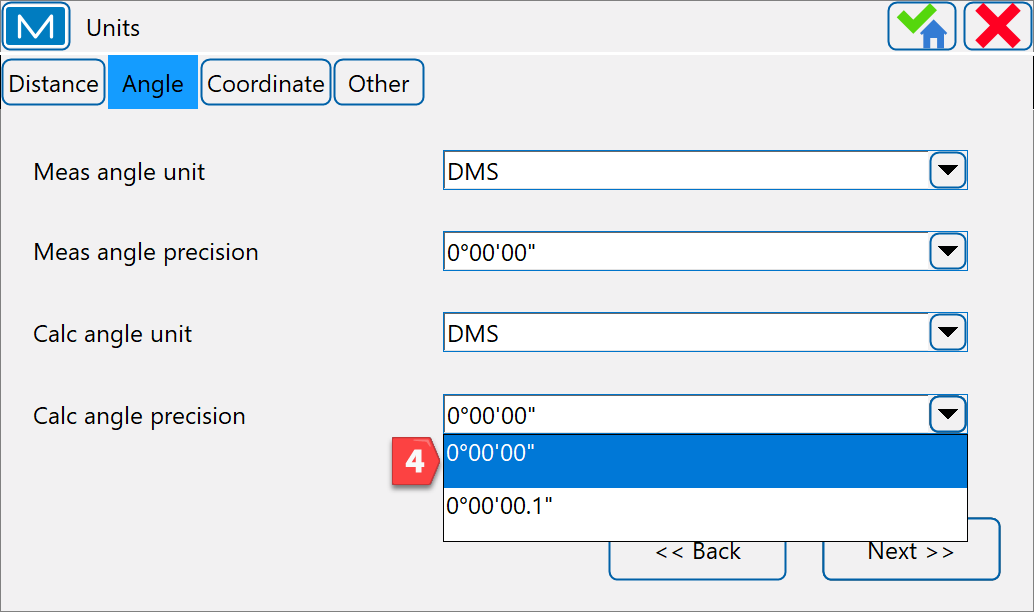 Units
Distance Angle Coordinate Other
Meas angle unit DMS
Meas angle precision 0°00'00"
Calc angle unit DMS
Calc angle precision 0°00'00"
4 0°00'00"
0°00'00.1"
<< Back Next >>